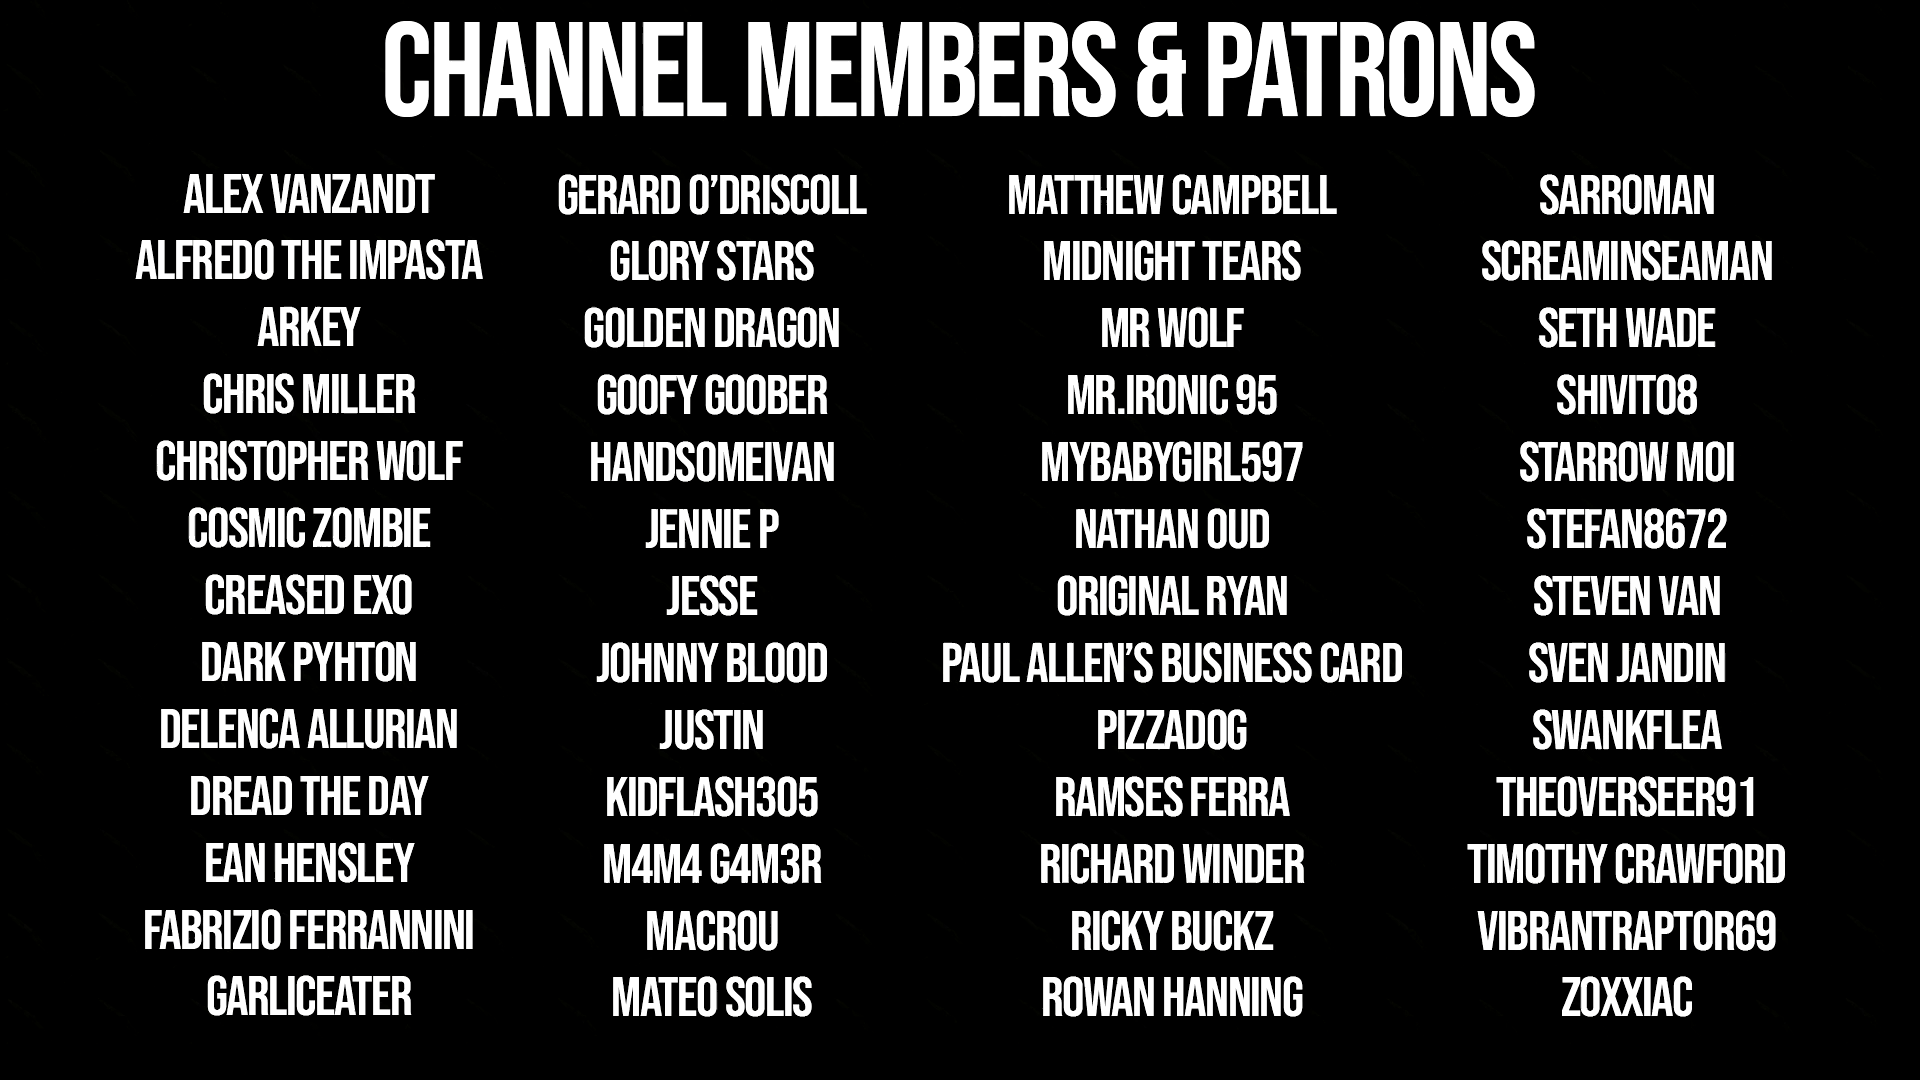 CHANNEL MEMBERS & PATRONS
ALEX VANZANDT
ALFREDO THE IMPASTA
ARKEY
CHRIS MILLER
CHRISTOPHER WOLF
COSMIC ZOMBIE
CREASED EXO
DARK PYHTON
DELENCA ALLURIAN
DREAD THE DAY
EAN HENSLEY
FABRIZIO FERRANNINI
GARLICEATER
GERARD O’DRISCOLL
GLORY STARS
GOLDEN DRAGON
GOOFY GOOBER
HANDSOMEIVAN
JENNIE P
JESSE
JOHNNY BLOOD
JUSTIN
KIDFLASH305
M4M4 G4M3R
MACROU
MATEO SOLIS
MATTHEW CAMPBELL
MIDNIGHT TEARS
MR WOLF
MR.IRONIC 95
MYBABYGIRL597
NATHAN OUD
ORIGINAL RYAN
PAUL ALLEN’S BUSINESS CARD
PIZZADOG
RAMSES FERRA
RICHARD WINDER
RICKY BUCKZ
ROWAN HANNING
SARROMAN
SCREAMINSEAMAN
SETH WADE
SHIVITO8
STARROW MOI
STEFAN8672
STEVEN VAN
SVEN JANDIN
SWANKFLEA
THEOVERSEER91
TIMOTHY CRAWFORD
VIBRANTRAPTOR69
ZOXXIAC